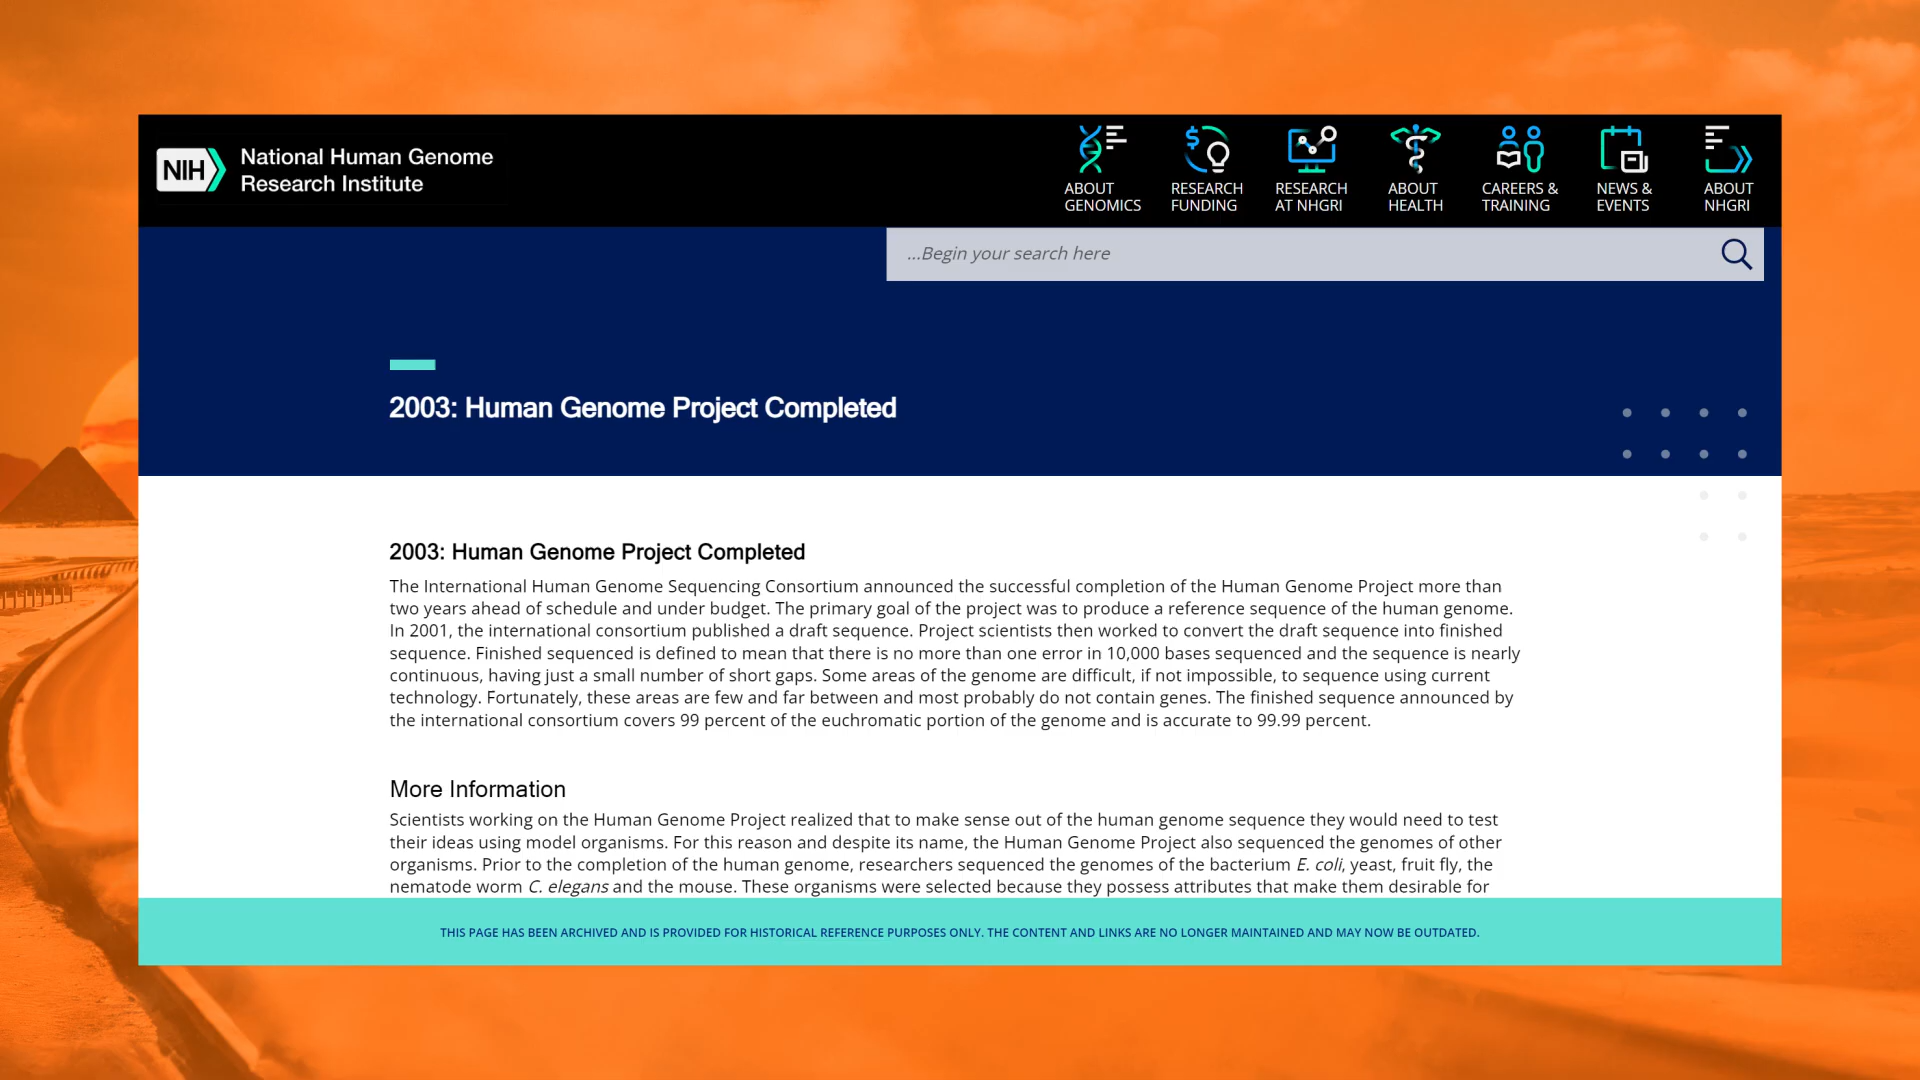 NIH National Human Genome
Research Institute
ABOUT
GENOMICS
RESEARCH
FUNDING
RESEARCH
AT NHGRI
ABOUT
HEALTH
CAREERS &
TRAINING
NEWS &
EVENTS
ABOUT
NHGRI
...Begin your search here
2003: Human Genome Project Completed
2003: Human Genome Project Completed
The International Human Genome Sequencing Consortium announced the successful completion of the Human Genome Project more than
two years ahead of schedule and under budget. The primary goal of the project was to produce a reference sequence of the human genome.
In 2001, the international consortium published a draft sequence. Project scientists then worked to convert the draft sequence into finished
sequence. Finished sequenced is defined to mean that there is no more than one error in 10,000 bases sequenced and the sequence is nearly
continuous, having just a small number of short gaps. Some areas of the genome are difficult, if not impossible, to sequence using current
technology. Fortunately, these areas are few and far between and most probably do not contain genes. The finished sequence announced by
the international consortium covers 99 percent of the euchromatic portion of the genome and is accurate to 99.99 percent.
More Information
Scientists working on the Human Genome Project realized that to make sense out of the human genome sequence they would need to test
their ideas using model organisms. For this reason and despite its name, the Human Genome Project also sequenced the genomes of other
organisms. Prior to the completion of the human genome, researchers sequenced the genomes of the bacterium E. coli, yeast, fruit fly, the
nematode worm C. elegans and the mouse. These organisms were selected because they possess attributes that make them desirable for
THIS PAGE HAS BEEN ARCHIVED AND IS PROVIDED FOR HISTORICAL REFERENCE PURPOSES ONLY. THE CONTENT AND LINKS ARE NO LONGER MAINTAINED AND MAY NOW BE OUTDATED.